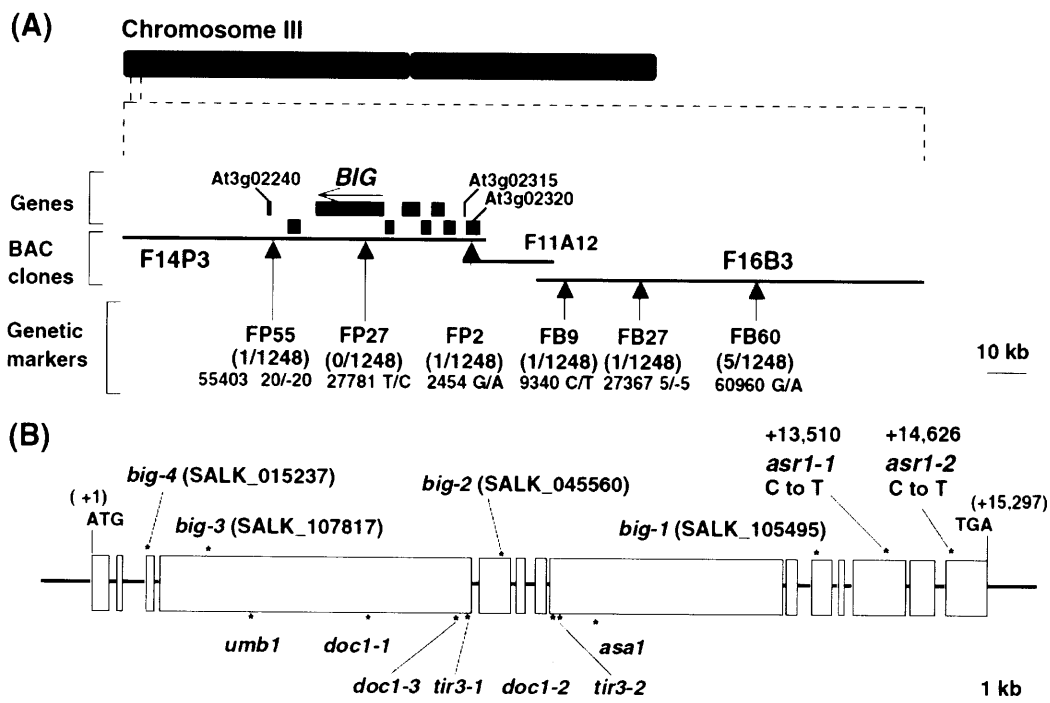 (A)
Chromosome III
At3g02240
BIG
At3g02315
At3g02320
Genes
BAC
clones
F14P3
F11A12
F16B3
Genetic
markers
FP55 FP27 FP2 FB9 FB27 FB60
(1/1248) (0/1248) (1/1248) (1/1248) (1/1248) (5/1248)
55403 20/-20 27781 T/C 2454 G/A 9340 C/T 27367 5/-5 60960 G/A
10 kb
(B)
+13,510 +14,626
asr1-1 asr1-2
C to T C to T
big-4 (SALK_015237)
big-2 (SALK_045560)
( +1)
ATG
(+15,297)
TGA
big-3 (SALK_107817)
big-1 (SALK_105495)
* * * * * *
* * * * * * *
umb1 doc1-1 asa1
doc1-3 tir3-1 doc1-2 tir3-2
1 kb